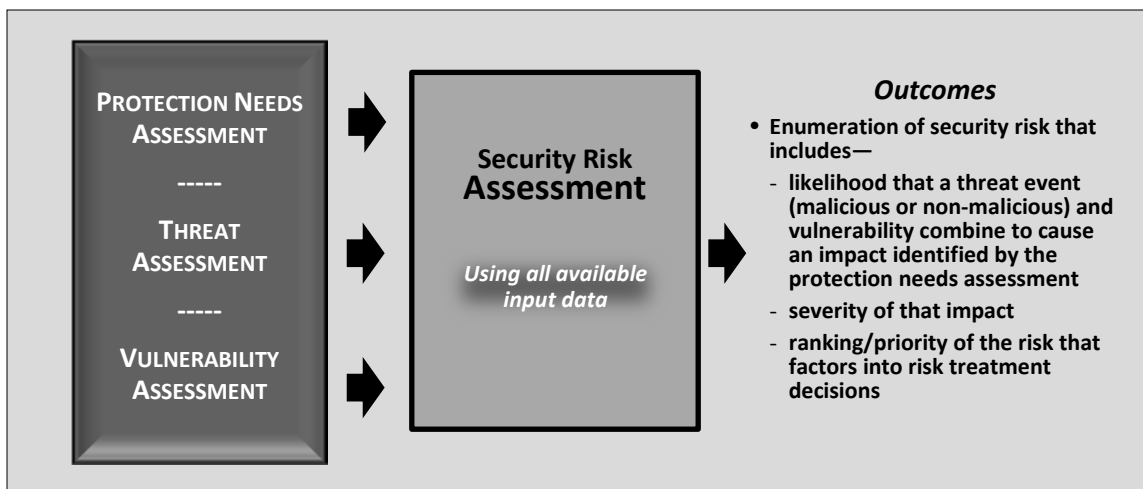 PROTECTION NEEDS
ASSESSMENT
-----
THREAT
ASSESSMENT
-----
VULNERABILITY
ASSESSMENT
Security Risk
Assessment
Using all available
input data
Outcomes
• Enumeration of security risk that
includes—
- likelihood that a threat event
(malicious or non-malicious) and
vulnerability combine to cause
an impact identified by the
protection needs assessment
- severity of that impact
- ranking/priority of the risk that
factors into risk treatment
decisions